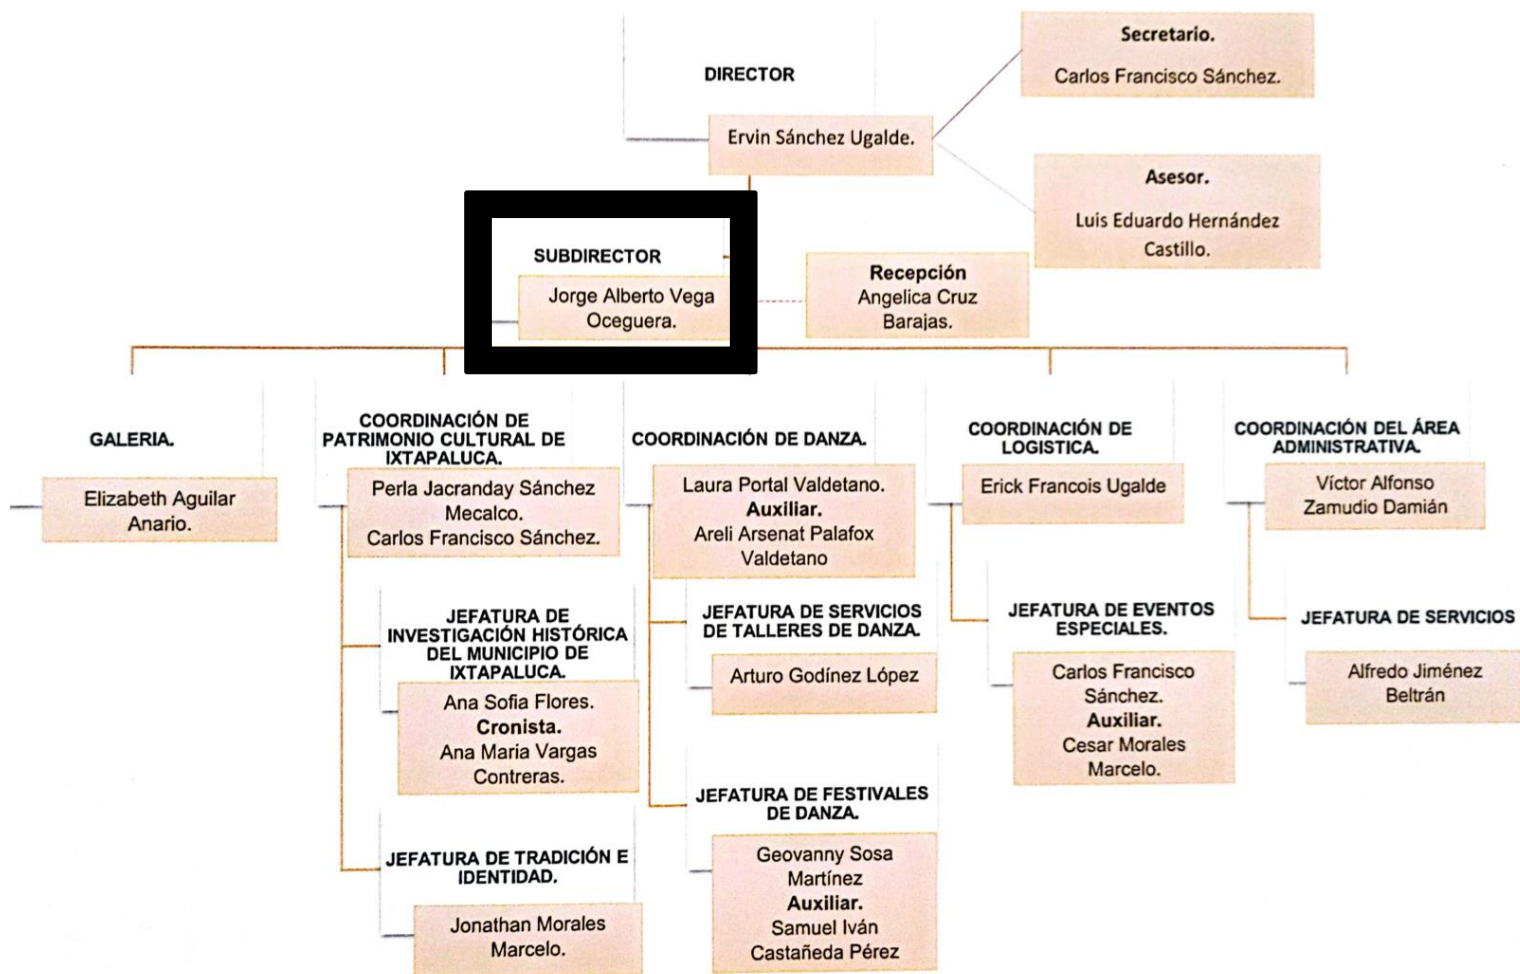 DIRECTOR
Ervin Sánchez Ugalde.
Secretario.
Carlos Francisco Sánchez.
Asesor.
Luis Eduardo Hernández
Castillo.
SUBDIRECTOR
Jorge Alberto Vega
Oceguera.
Recepción
Angelica Cruz
Barajas.
GALERIA.
Elizabeth Aguilar
Anario.
COORDINACIÓN DE
PATRIMONIO CULTURAL DE
IXTAPALUCA.
Perla Jacranday Sánchez
Mecalco.
Carlos Francisco Sánchez.
JEFATURA DE
INVESTIGACIÓN HISTÓRICA
DEL MUNICIPIO DE
IXTAPALUCA.
Ana Sofia Flores.
Cronista.
Ana Maria Vargas
Contreras.
JEFATURA DE TRADICIÓN E
IDENTIDAD.
Jonathan Morales
Marcelo.
COORDINACIÓN DE DANZA.
Laura Portal Valdetano.
Auxiliar.
Areli Arsenat Palafox
Valdetano
JEFATURA DE SERVICIOS
DE TALLERES DE DANZA.
Arturo Godínez López
JEFATURA DE FESTIVALES
DE DANZA.
Geovanny Sosa
Martínez
Auxiliar.
Samuel Iván
Castañeda Pérez
COORDINACIÓN DE
LOGISTICA.
Erick Francois Ugalde
JEFATURA DE EVENTOS
ESPECIALES.
Carlos Francisco
Sánchez.
Auxiliar.
Cesar Morales
Marcelo.
COORDINACIÓN DEL ÁREA
ADMINISTRATIVA.
Víctor Alfonso
Zamudio Damián
JEFATURA DE SERVICIOS
Alfredo Jiménez
Beltrán